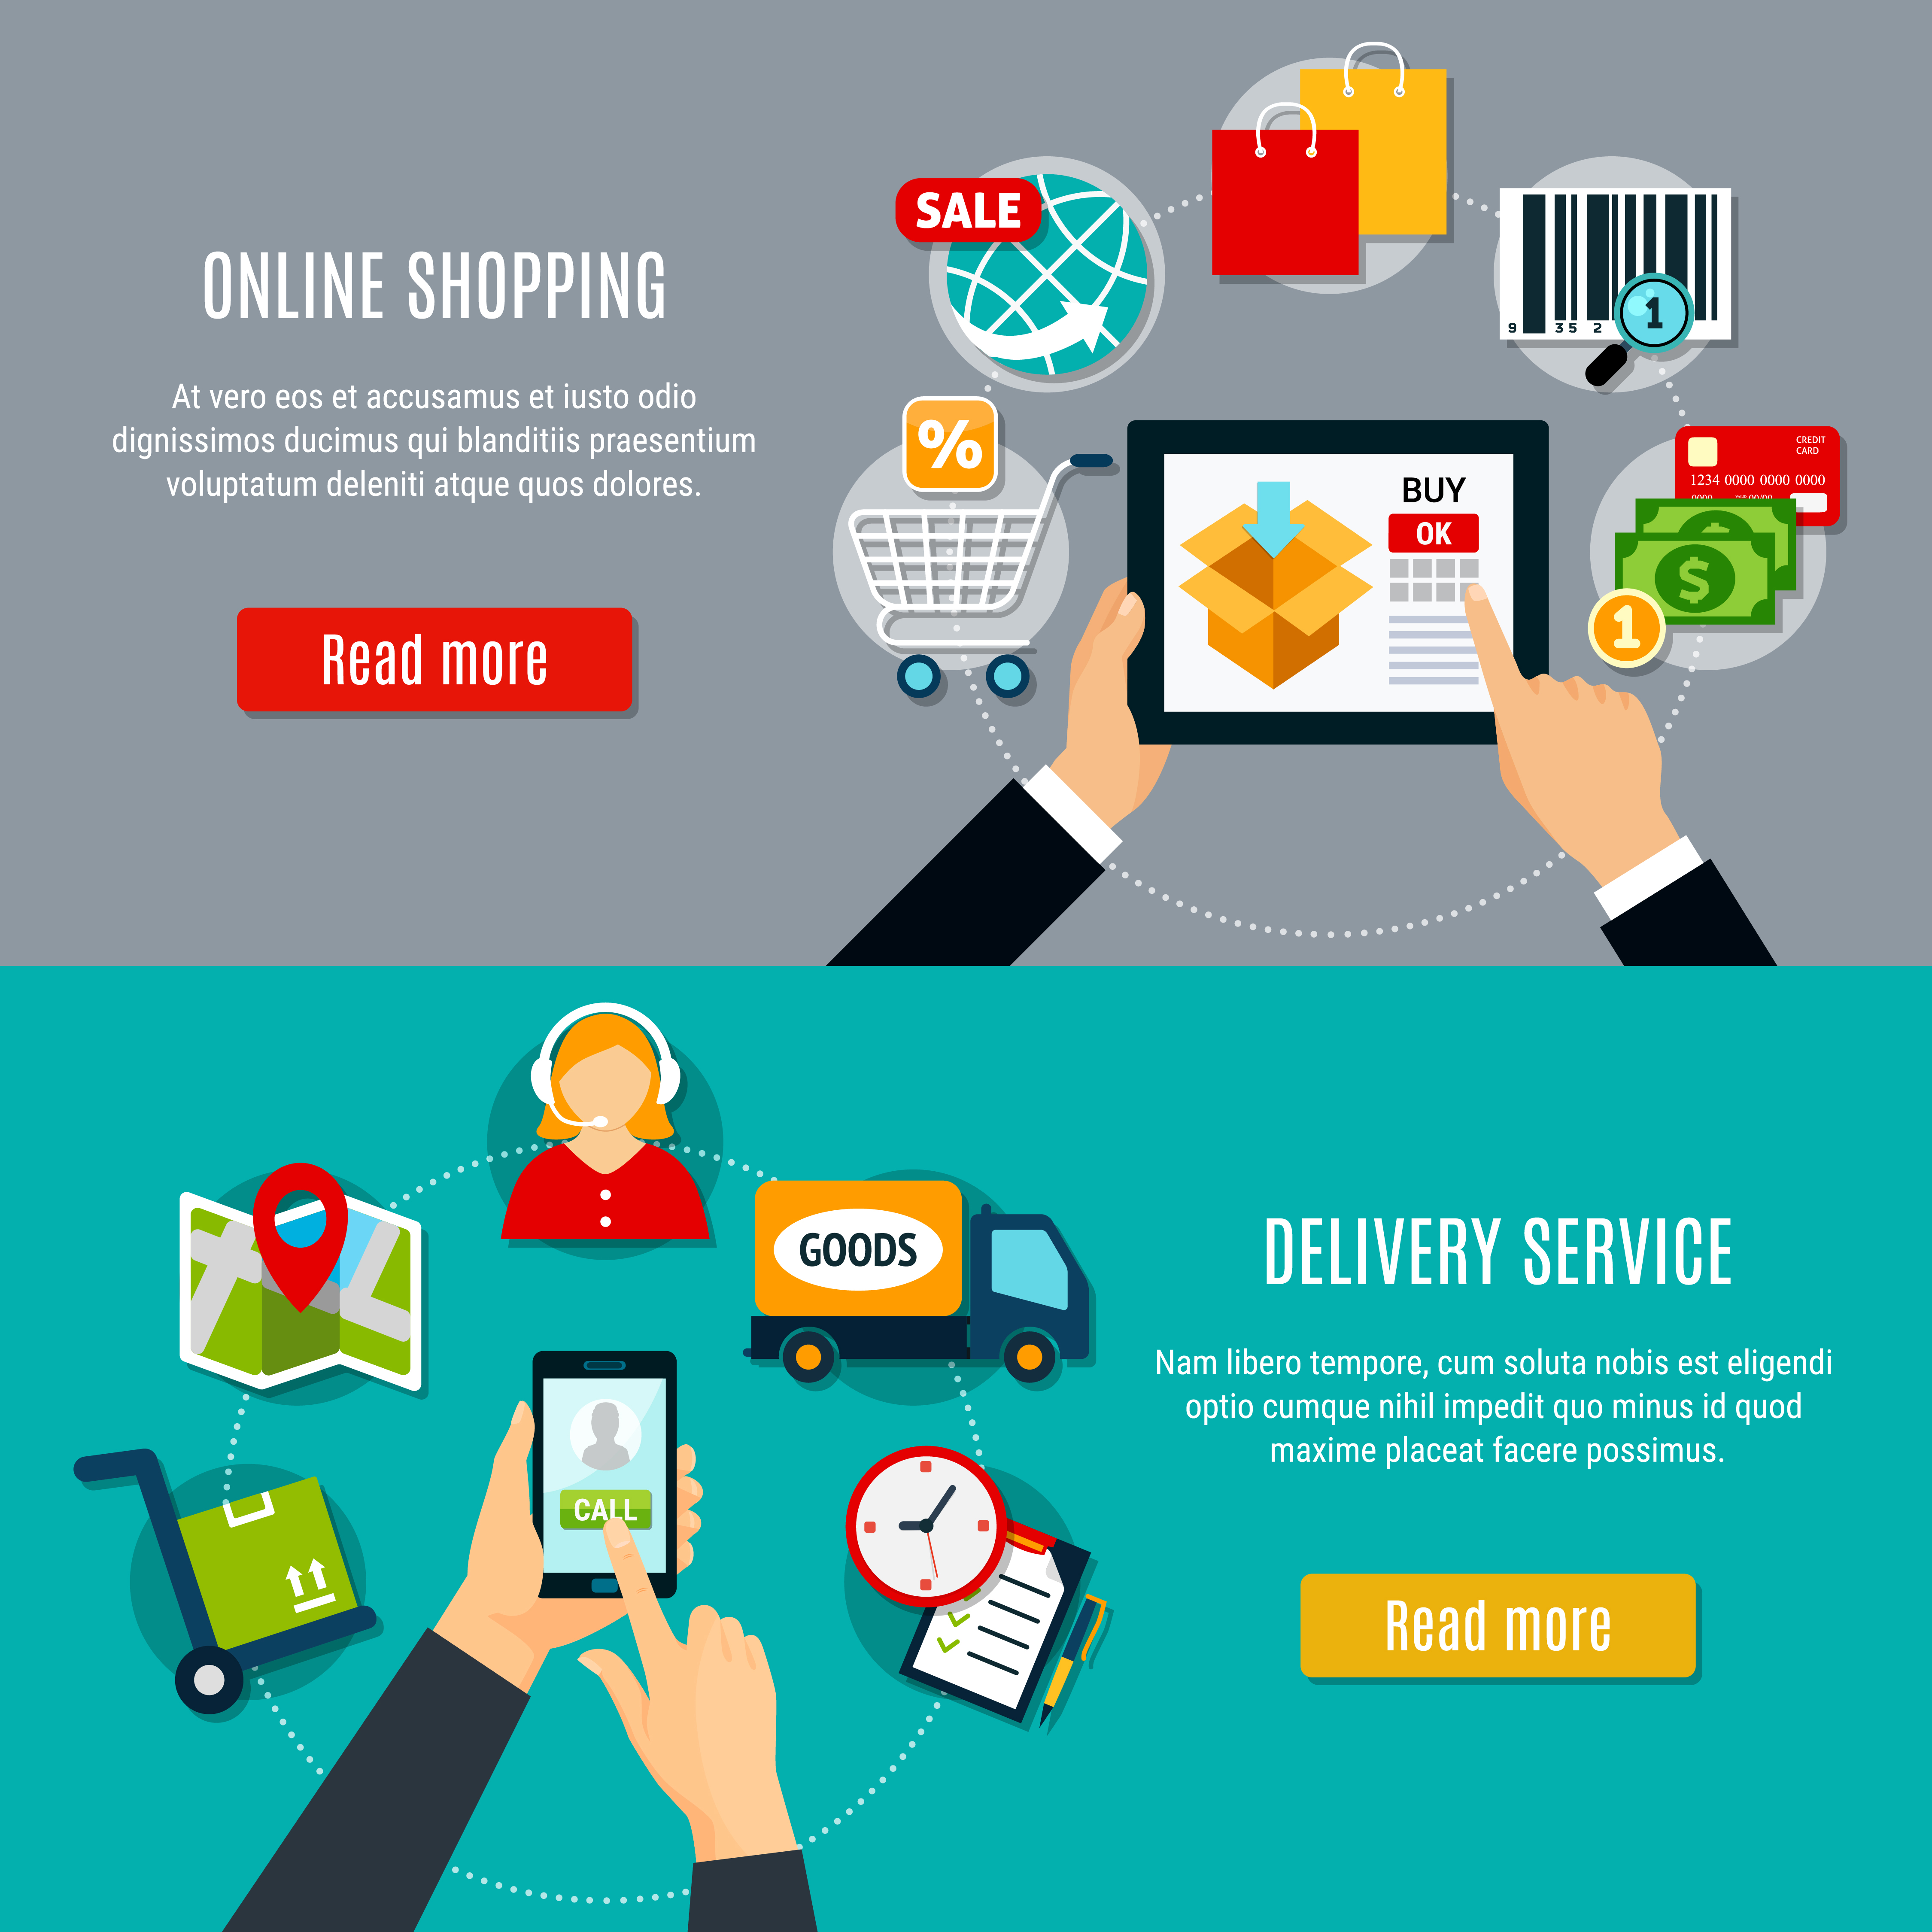 SALE
ONLINE SHOPPING
At vero eos et accusamus et iusto odio
dignissimos ducimus qui blanditiis praesentium
voluptatum deleniti atque quos dolores.
Read more
%
9 35 2
1
BUY
OK
CREDIT
CARD
1234 0000 0000 0000
0000 00/00
$
1
GOODS
CALL
DELIVERY SERVICE
Nam libero tempore, cum soluta nobis est eligendi
optio cumque nihil impedit quo minus id quod
maxime placeat facere possimus.
Read more